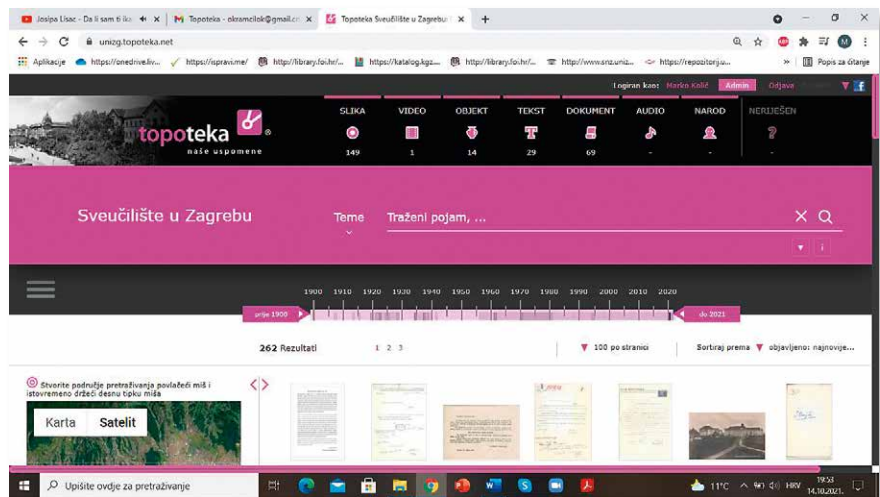 Josipa Lisac - Da li sam ti ika
Topoteka - okramcilok@gmail.c
Topoteka Sveučilište u Zagrebu
unizg.topoteka.net
Aplikacije https://onedrive.liv... https://ispravi.me/ http://library.foi.hr/... https://katalog.kgz.... http://library.foi.hr/... http://www.snz.uniz... https://repozitorij.u... » Popis za čitanje
Logiran kao: Marko Kolić Admin Odjava
SLIKA VIDEO OBJEKT TEKST DOKUMENT AUDIO NAROD NERIJEŠEN
topoteka ®
naše uspomene
149 1 14 29 69 - - -
Sveučilište u Zagrebu
Teme Traženi pojam, ...
1900 1910 1920 1930 1940 1950 1960 1970 1980 1990 2000 2010 2020
prije 1900 do 2021
262 Rezultati 1 2 3 100 po stranici Sortiraj prema objavljeno: najnovije...
Stvorite područje pretraživanja povlačeći miš i
istovremeno držeći desnu tipku miša
Karta Satelit
Upišite ovdje za pretraživanje
11°C HRV 19:53
14.10.2021.